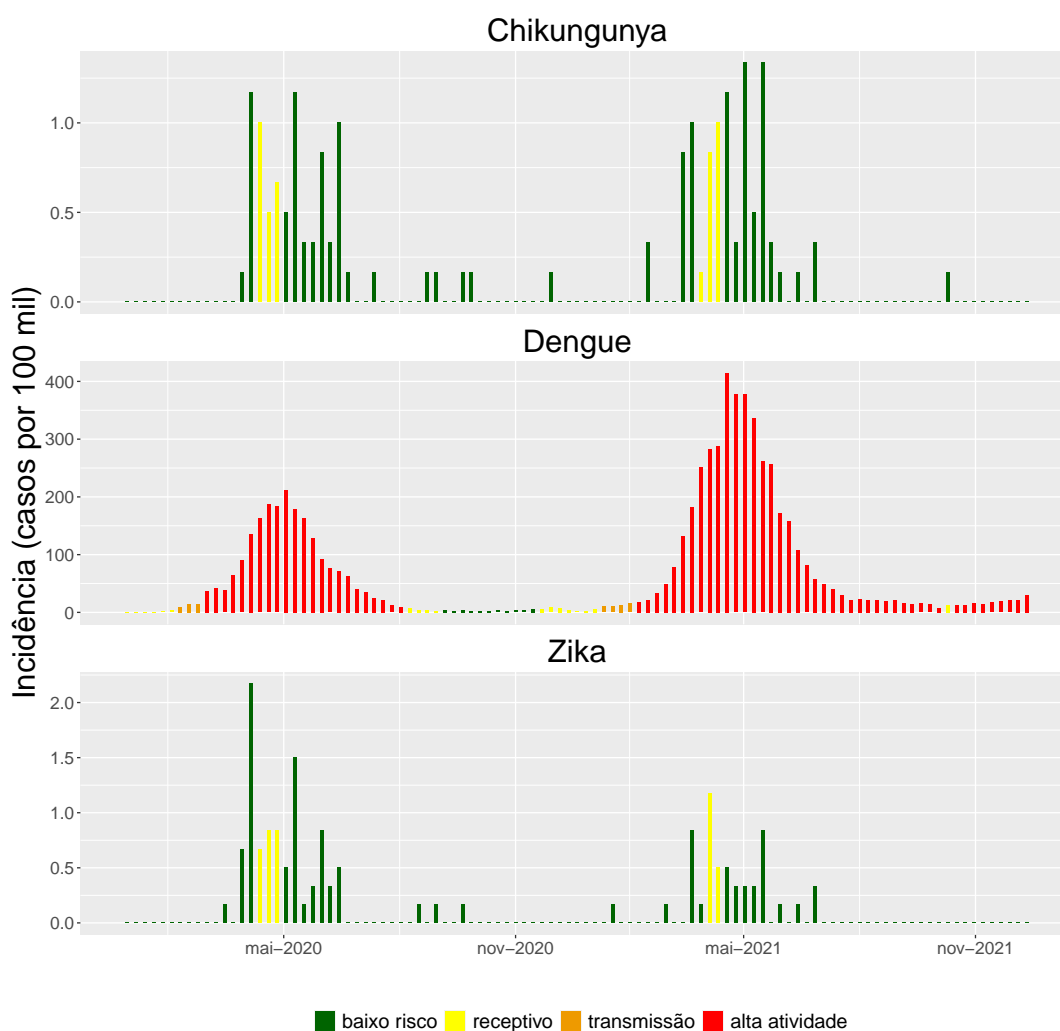 Chikungunya
1.0
0.5
0.0
Dengue
400
300
200
100
0
Zika
2.0
1.5
1.0
0.5
0.0
Incidência (casos por 100 mil)
mai−2020 nov−2020 mai−2021 nov−2021
baixo risco receptivo transmissão alta atividade